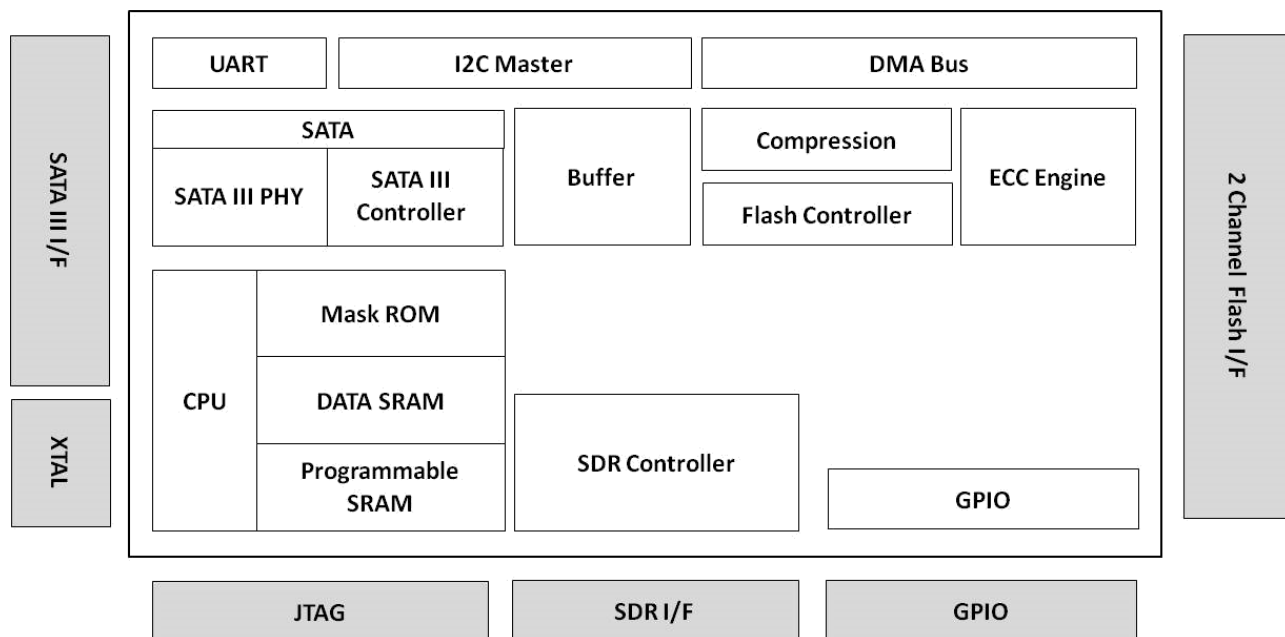 UART
I2C Master
DMA Bus
SATA III I/F
SATA
SATA III PHY
SATA III
Controller
Buffer
Compression
Flash Controller
ECC Engine
2 Channel Flash I/F
CPU
Mask ROM
DATA SRAM
Programmable
SRAM
SDR Controller
GPIO
XTAL
JTAG
SDR I/F
GPIO